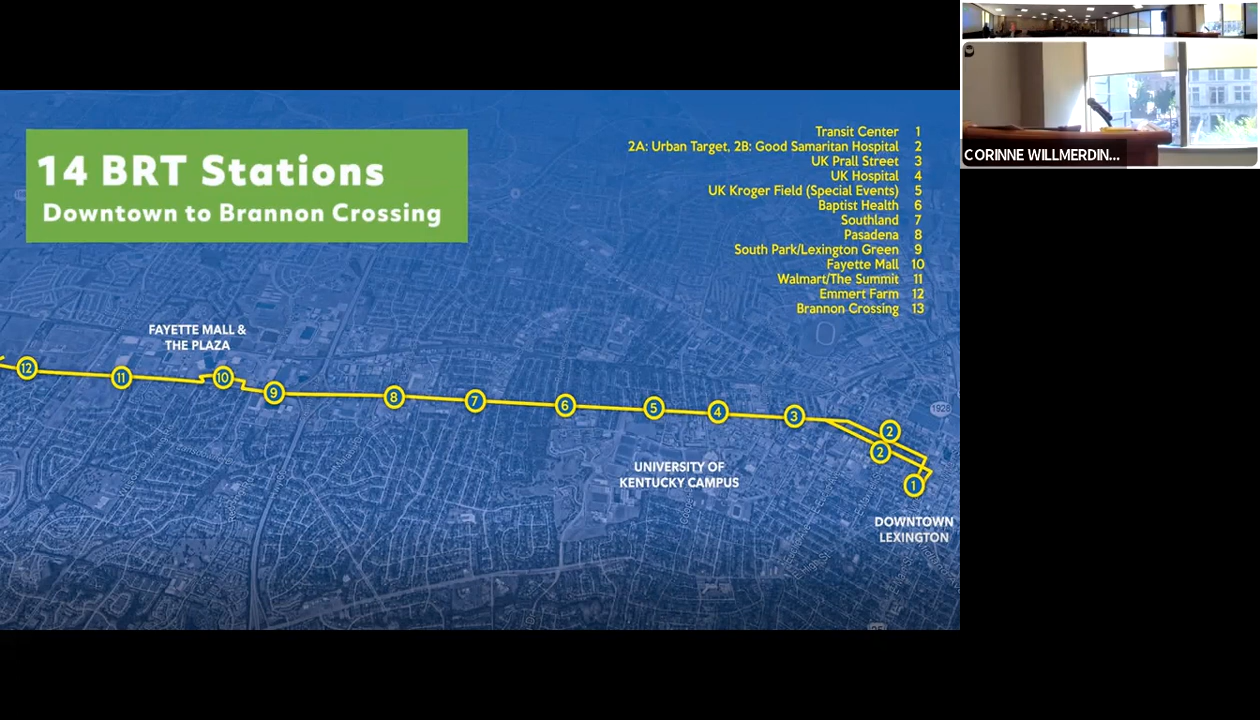 14 BRT Stations
Downtown to Brannon Crossing
Transit Center 1
2A: Urban Target, 2B: Good Samaritan Hospital 2
UK Prall Street 3
UK Hospital 4
UK Kroger Field (Special Events) 5
Baptist Health 6
Southland 7
Pasadena 8
South Park/Lexington Green 9
Fayette Mall 10
Walmart/The Summit 11
Emmert Farm 12
Brannon Crossing 13
CORINNE WILLMERDIN...
FAYETTE MALL &
THE PLAZA
12
11
10
9
8
7
6
5
4
3
2
2
1
1928
UNIVERSITY OF
KENTUCKY CAMPUS
DOWNTOWN
LEXINGTON
25